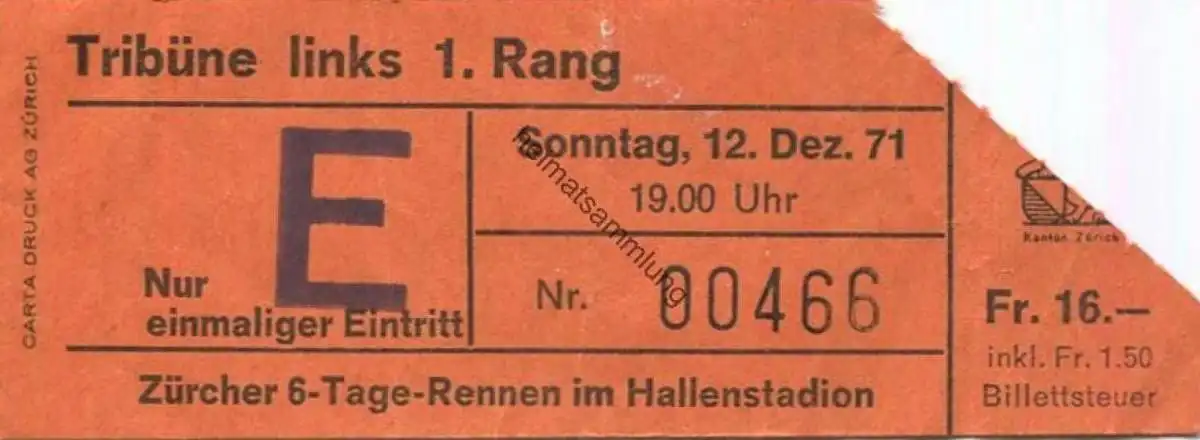 CARTA DRUCK AG ZÜRICH
Tribüne links 1. Rang
E
Nur
einmaliger Eintritt
Sonntag, 12. Dez. 71
19.00 Uhr
Nr. 00466
heimatsammlung
Kanton Zürich
Fr. 16.—
inkl. Fr. 1.50
Billettsteuer
Zürcher 6-Tage-Rennen im Hallenstadion